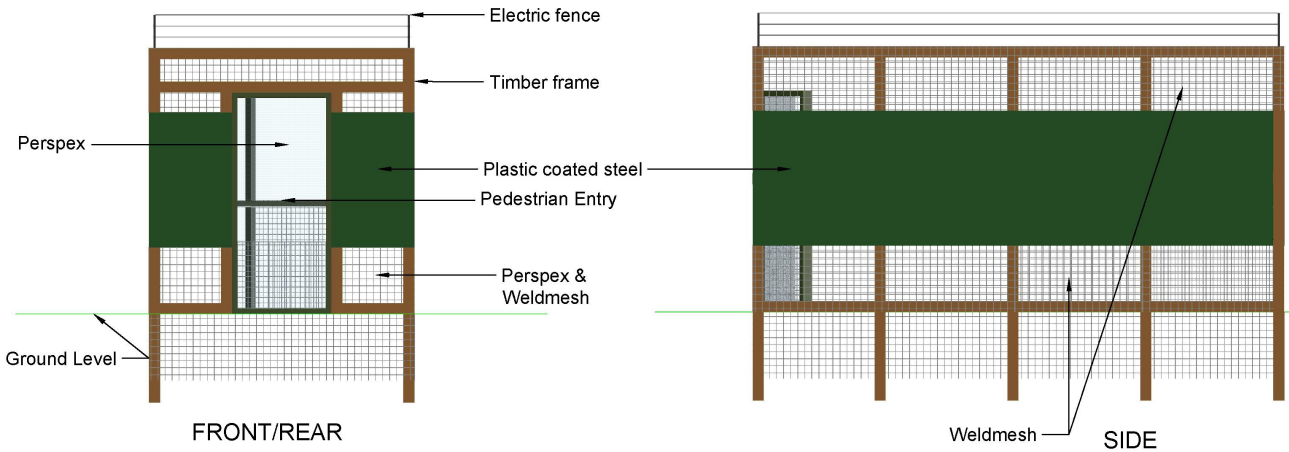 Electric fence
Timber frame
Perspex
Plastic coated steel
Pedestrian Entry
Perspex &
Weldmesh
Ground Level
FRONT/REAR
Weldmesh
SIDE